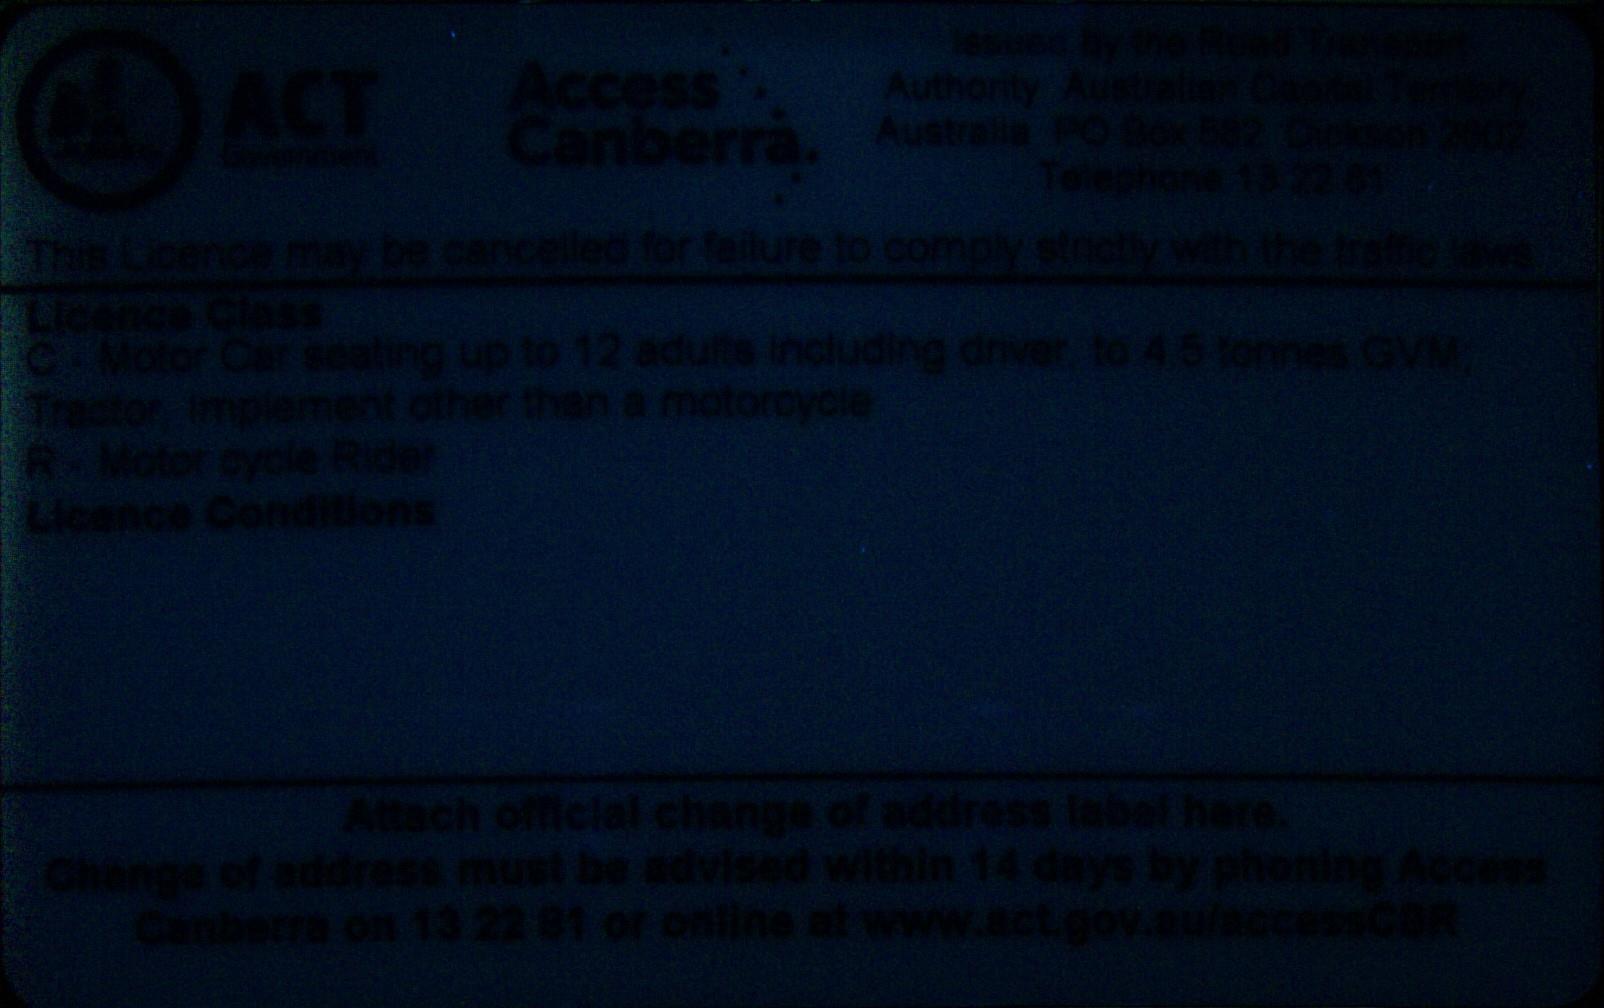 ACT
Government
Access
Canberra.
Issued by the Road Transport
Authority Australian Capital Territory,
Australia PO Box 582 Dickson 2602
Telephone 13 22 81
This Licence may be cancelled for failure to comply strictly with the traffic laws
Licence Class
C - Motor Car seating up to 12 adults including driver, to 4.5 tonnes GVM,
Tractor, Implement other than a motorcycle
R - Motor cycle Rider
Licence Conditions
Attach official change of address label here.
Change of address must be advised within 14 days by phoning Access
Canberra on 13 22 81 or online at www.act.gov.au/accessCBR